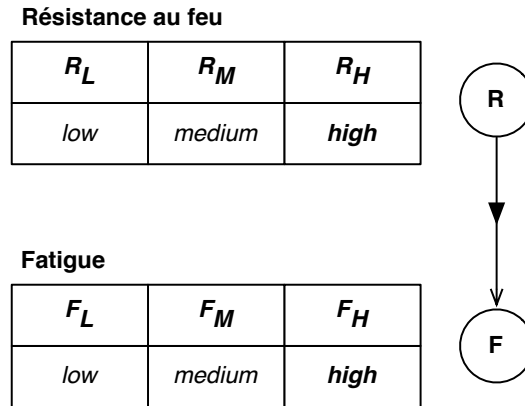 Résistance au feu
R_L R_M R_H
R
low medium high
Fatigue
F_L F_M F_H
F
low medium high